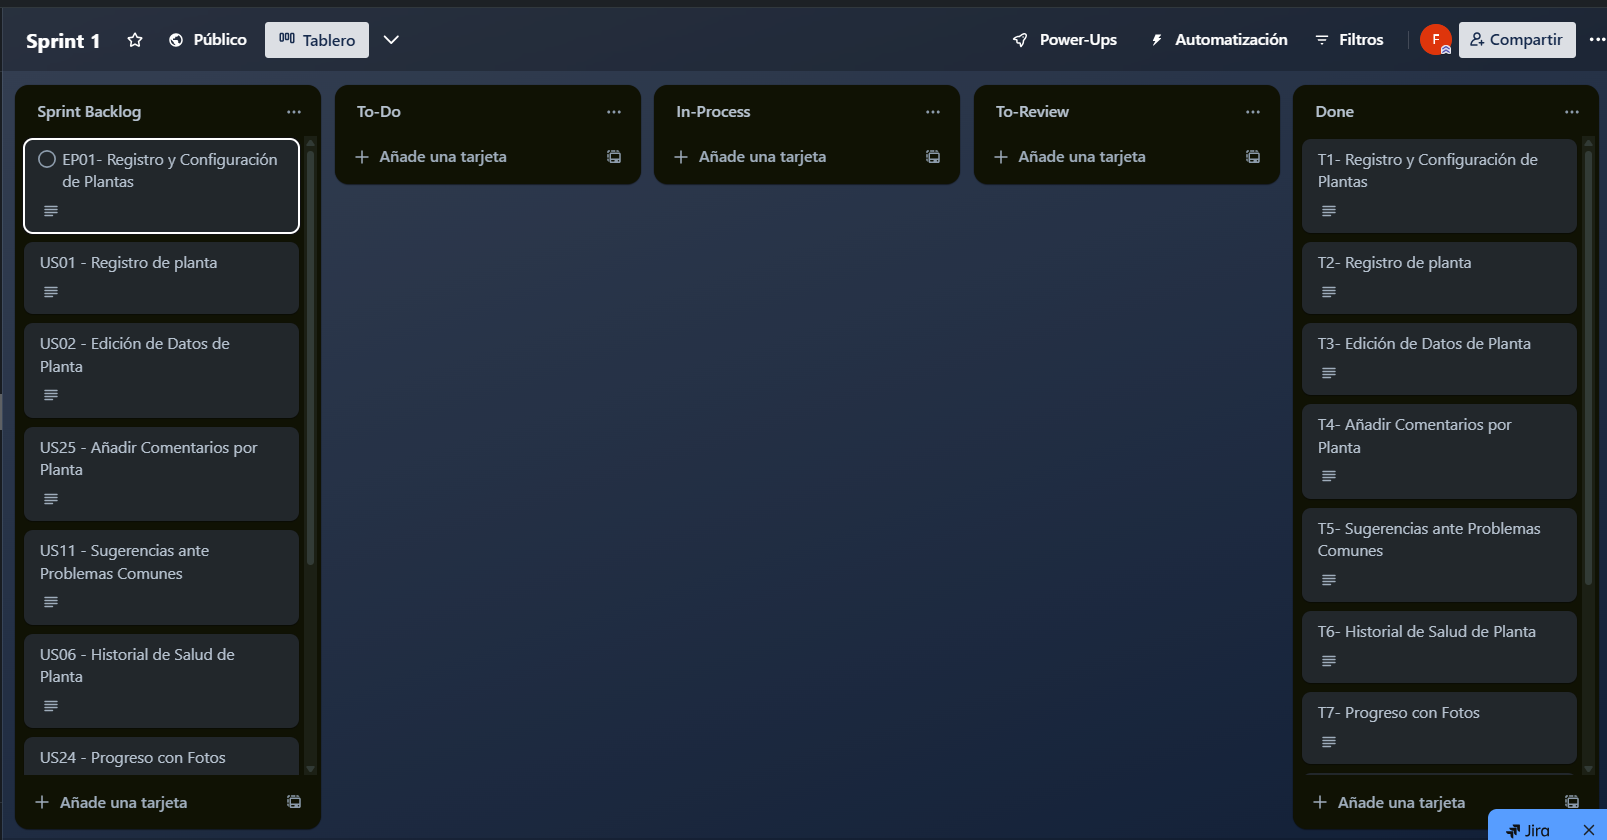 Sprint 1
Público
Tablero
Power-Ups
Automatización
Filtros
F
Compartir
Sprint Backlog
EP01- Registro y Configuración
de Plantas
US01 - Registro de planta
US02 - Edición de Datos de
Planta
US25 - Añadir Comentarios por
Planta
US11 - Sugerencias ante
Problemas Comunes
US06 - Historial de Salud de
Planta
US24 - Progreso con Fotos
Añade una tarjeta
To-Do
Añade una tarjeta
In-Process
Añade una tarjeta
To-Review
Añade una tarjeta
Done
T1- Registro y Configuración de
Plantas
T2- Registro de planta
T3- Edición de Datos de Planta
T4- Añadir Comentarios por
Planta
T5- Sugerencias ante Problemas
Comunes
T6- Historial de Salud de Planta
T7- Progreso con Fotos
Añade una tarjeta
Jira